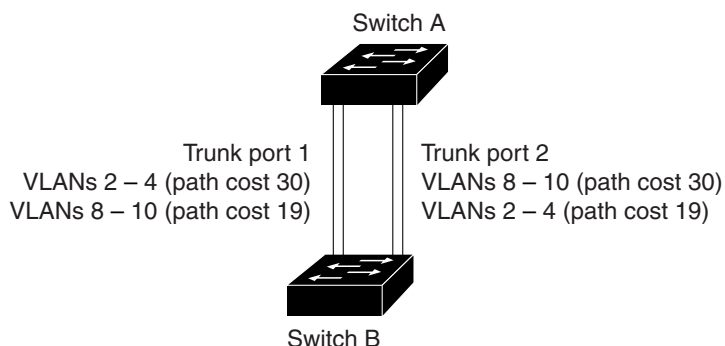 Switch A
Trunk port 1
VLANs 2 – 4 (path cost 30)
VLANs 8 – 10 (path cost 19)
Trunk port 2
VLANs 8 – 10 (path cost 30)
VLANs 2 – 4 (path cost 19)
Switch B